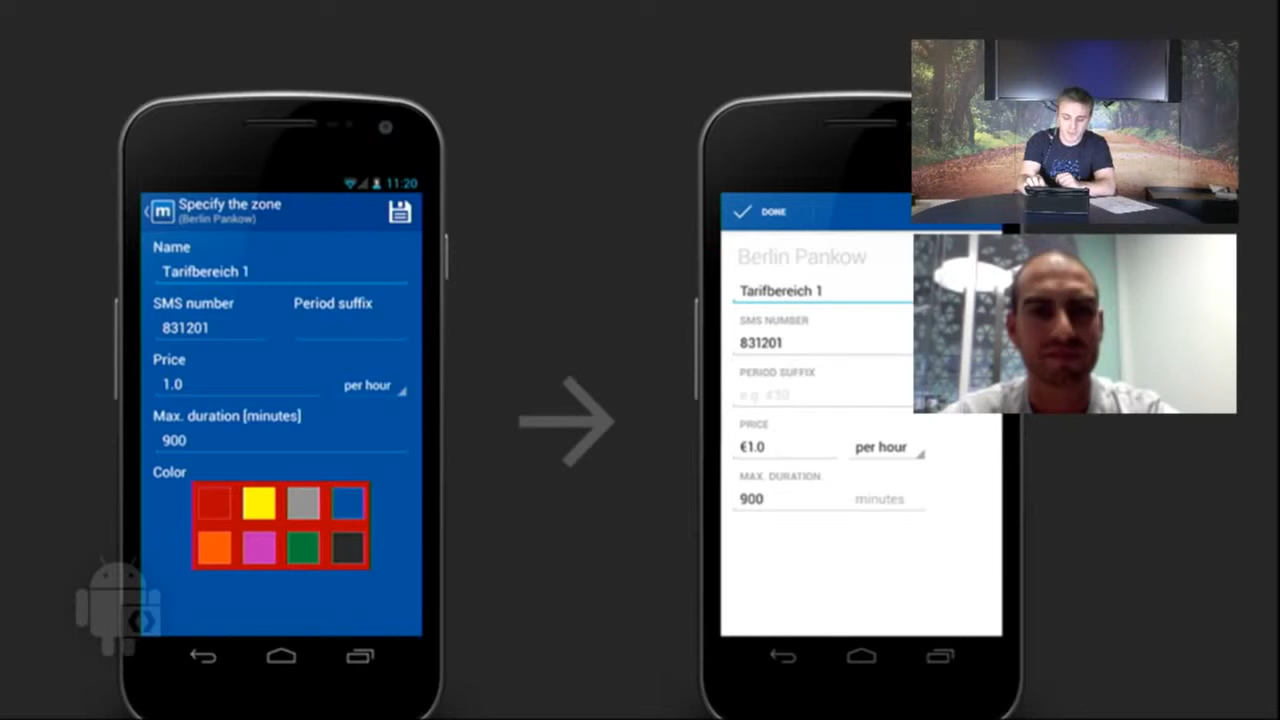 11:20
m
Specify the zone
(Berlin Pankow)
Name
Tarifbereich 1
SMS number
Period suffix
831201
Price
1.0
per hour
Max. duration [minutes]
900
Color
DONE
Berlin Pankow
Tarifbereich 1
SMS NUMBER
831201
PERIOD SUFFIX
e.g. #30
PRICE
€1.0
per hour
MAX. DURATION
900
minutes